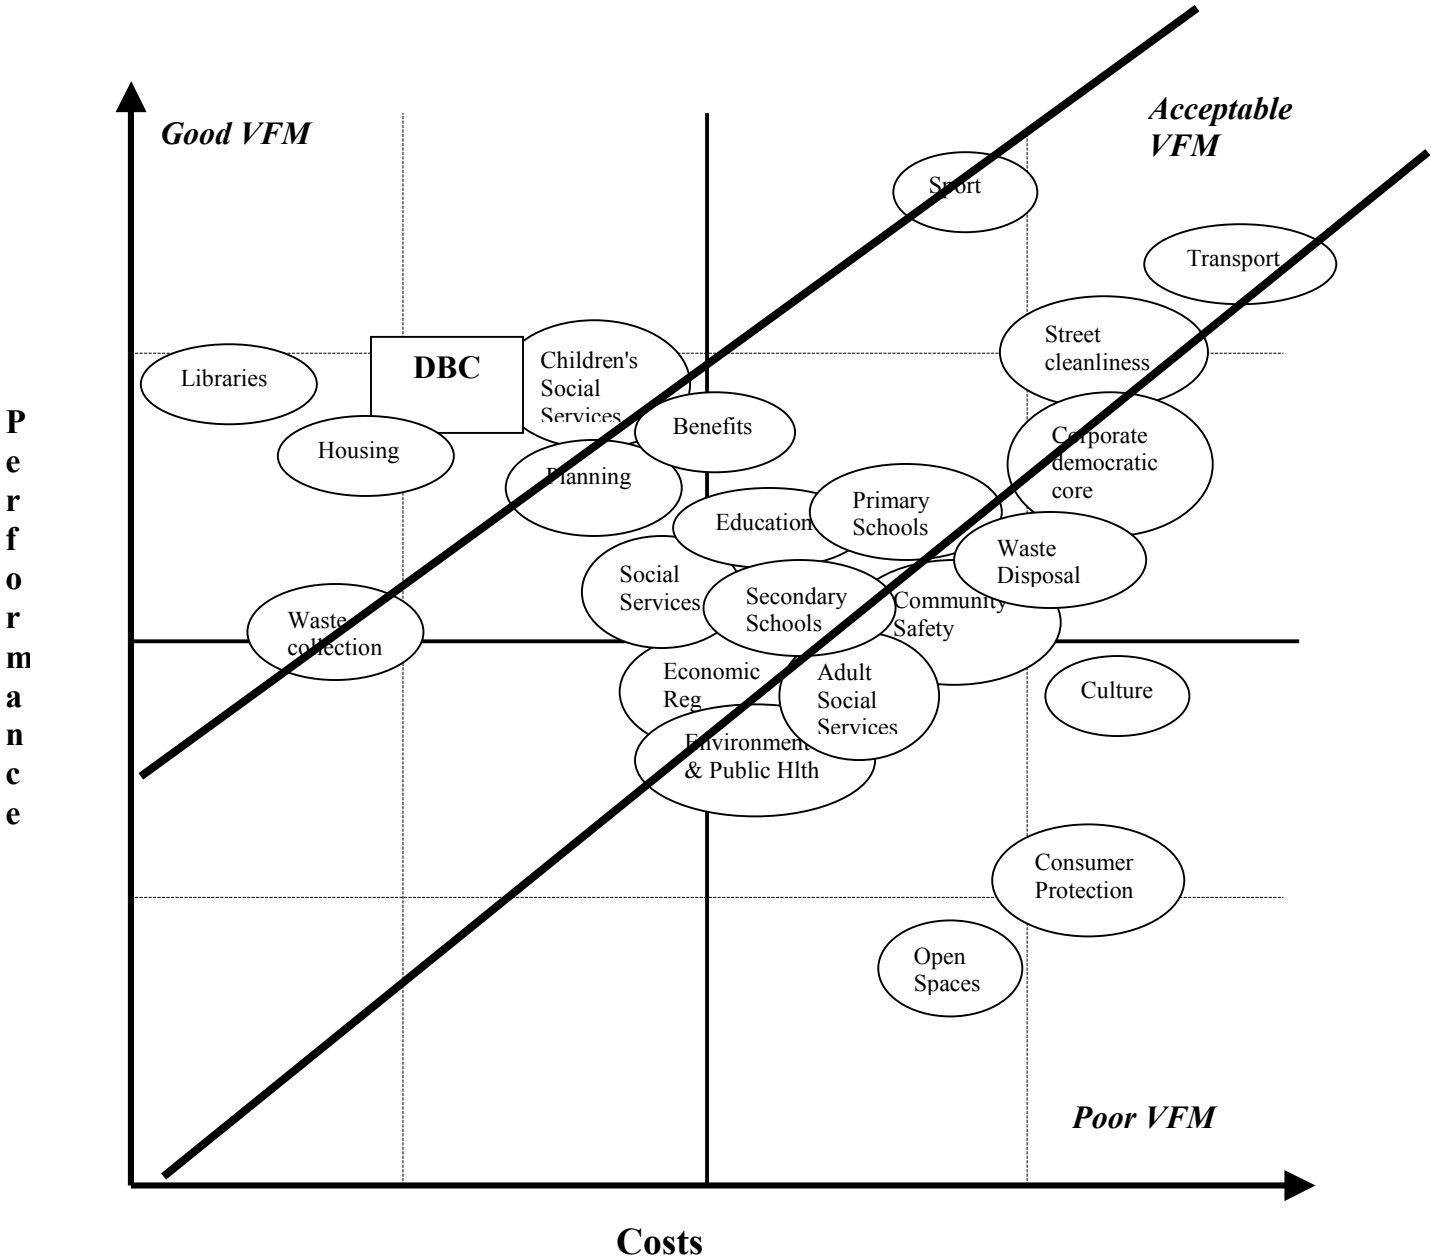 Good VFM
Acceptable
VFM
Sport
Transport
Street
cleanliness
DBC
Children's
Social
Services
Libraries
Benefits
Housing
Planning
Corporate
democratic
core
Primary
Schools
Education
Waste
Disposal
Social
Services
Secondary
Schools
Community
Safety
Waste
collection
Economic
Reg
Adult
Social
Services
Culture
Environment
& Public Hlth
Consumer
Protection
Open
Spaces
Poor VFM
P
e
r
f
o
r
m
a
n
c
e
Costs